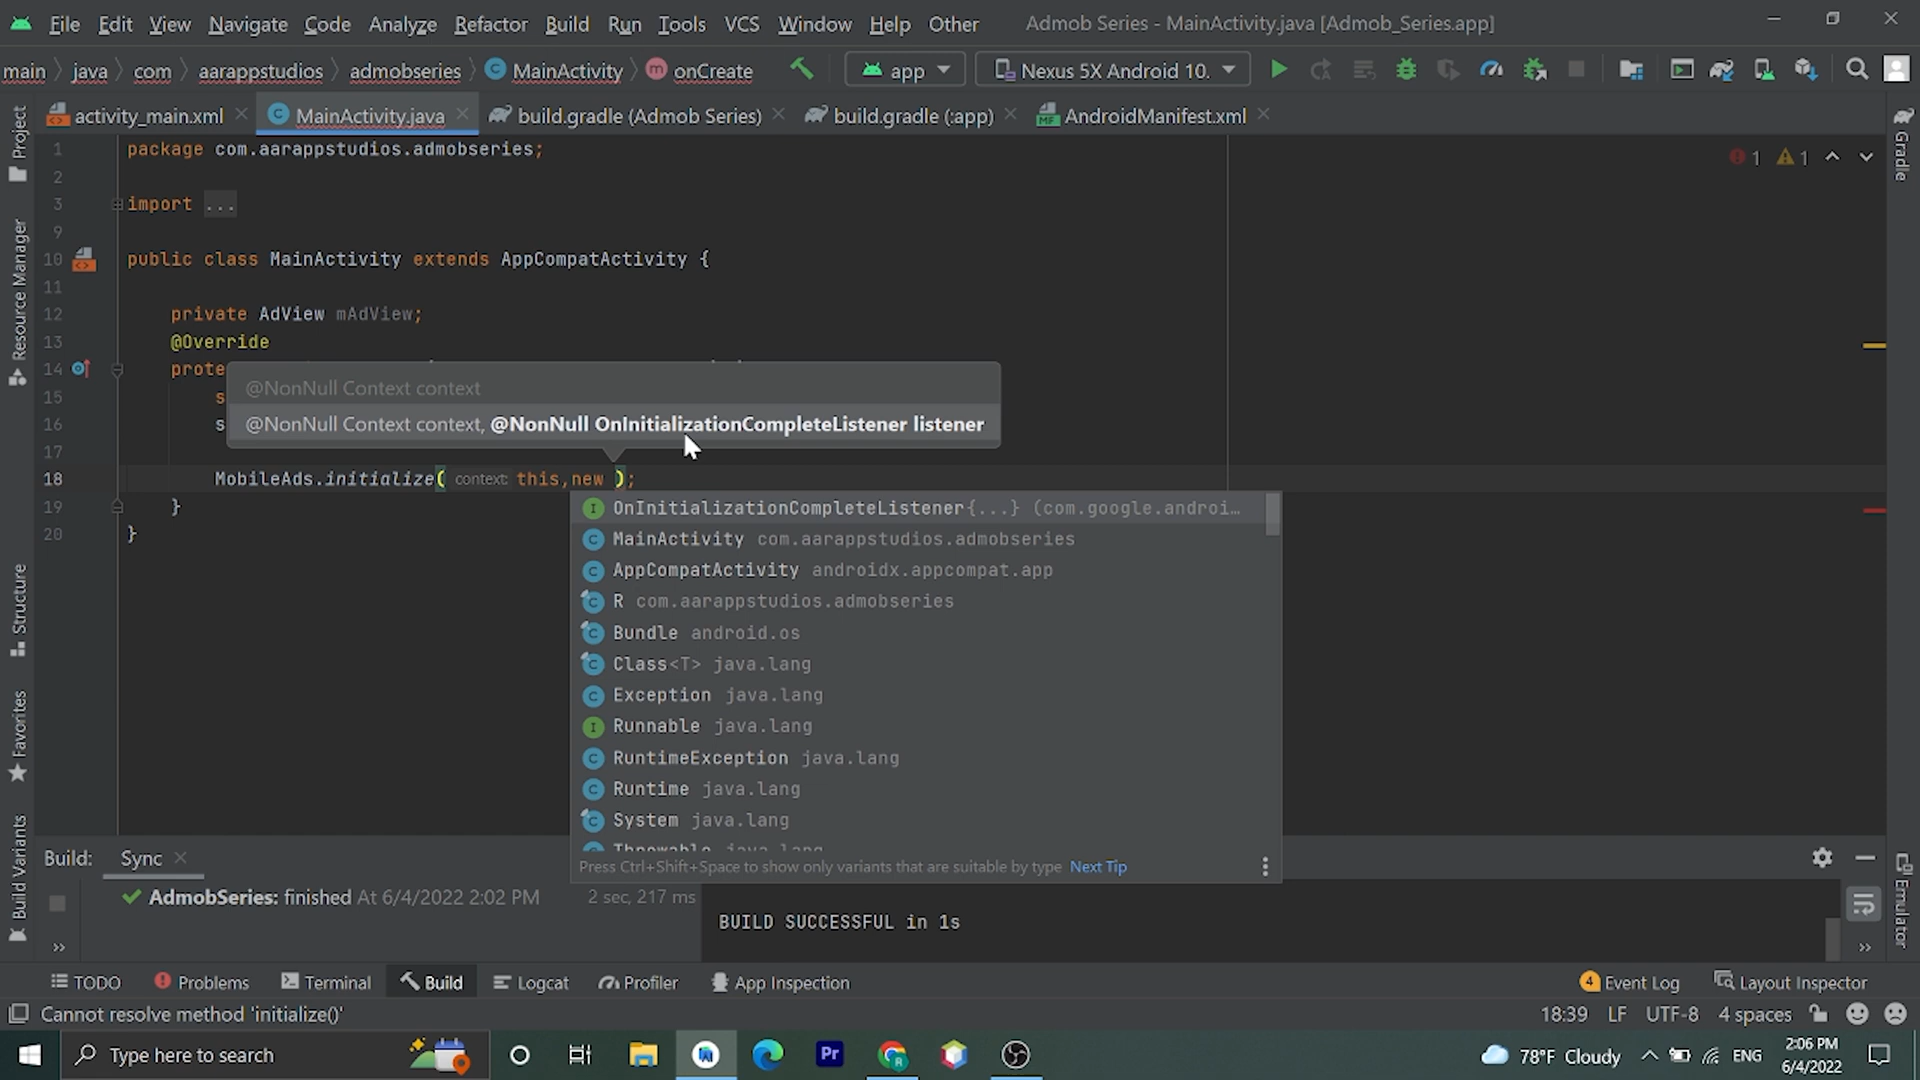 File Edit View Navigate Code Analyze Refactor Build Run Tools VCS Window Help Other Admob Series - MainActivity.java [Admob_Series.app]
main java com aarappstudios admobseries MainActivity onCreate app Nexus 5X Android 10.
activity_main.xml MainActivity.java build.gradle (Admob Series) build.gradle (:app) AndroidManifest.xml
1 package com.aarappstudios.admobseries;
1 1
2
3 import ...
9
10 public class MainActivity extends AppCompatActivity {
11
12 private AdView mAdView;
13 @Override
14 prote
@NonNull Context context
15 s
16 s
@NonNull Context context, @NonNull OnInitializationCompleteListener listener
17
18 MobileAds.initialize( context: this,new );
19 }
20 }
OnInitializationCompleteListener{...} (com.google.androi...
MainActivity com.aarappstudios.admobseries
AppCompatActivity androidx.appcompat.app
R com.aarappstudios.admobseries
Bundle android.os
Class<T> java.lang
Exception java.lang
Runnable java.lang
RuntimeException java.lang
Runtime java.lang
System java.lang
Throwable java.lang
Press Ctrl+Shift+Space to show only variants that are suitable by type Next Tip
Project
Resource Manager
Structure
Favorites
Build Variants
Gradle
Emulator
Build: Sync
AdmobSeries: finished At 6/4/2022 2:02 PM 2 sec, 217 ms
BUILD SUCCESSFUL in 1s
TODO Problems Terminal Build Logcat Profiler App Inspection 4 Event Log Layout Inspector
Cannot resolve method 'initialize()' 18:39 LF UTF-8 4 spaces
Type here to search Pr 78°F Cloudy ENG 2:06 PM
6/4/2022